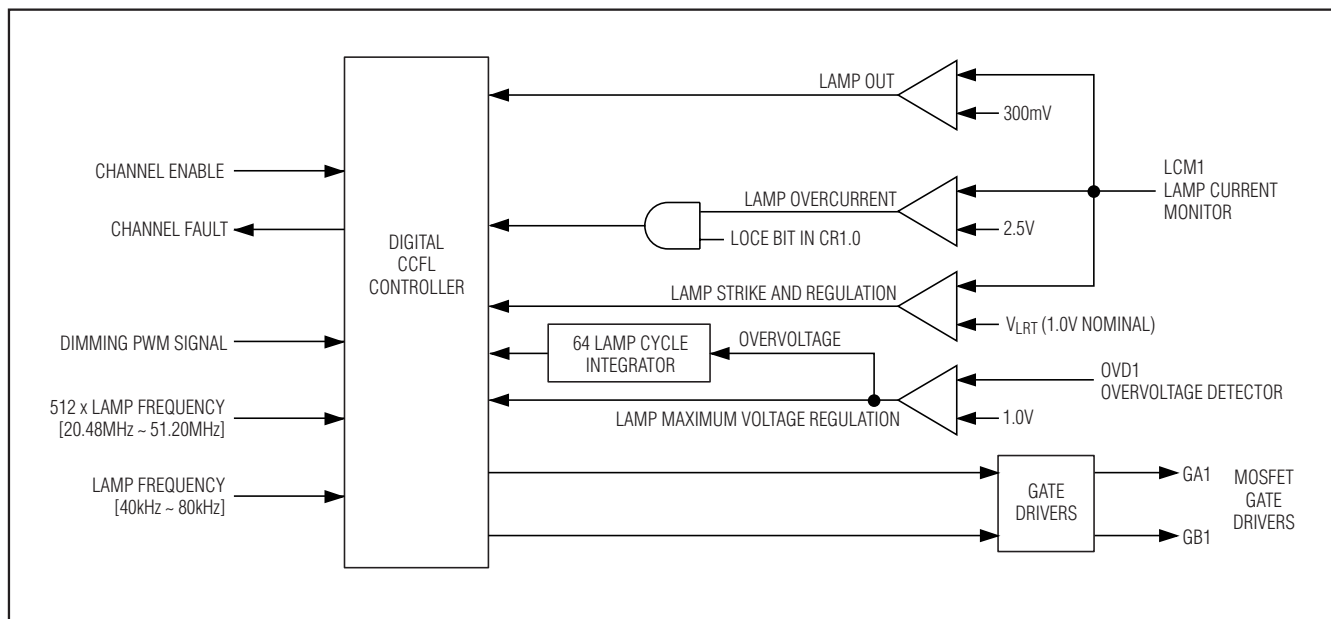 CHANNEL ENABLE
CHANNEL FAULT
DIMMING PWM SIGNAL
512 x LAMP FREQUENCY
[20.48MHz ~ 51.20MHz]
LAMP FREQUENCY
[40kHz ~ 80kHz]
DIGITAL
CCFL
CONTROLLER
LAMP OUT
300mV
LAMP OVERCURRENT
LOCE BIT IN CR1.0
2.5V
LCM1
LAMP CURRENT
MONITOR
LAMP STRIKE AND REGULATION
VLRT (1.0V NOMINAL)
64 LAMP CYCLE
INTEGRATOR
OVERVOLTAGE
LAMP MAXIMUM VOLTAGE REGULATION
OVD1
OVERVOLTAGE DETECTOR
1.0V
GATE
DRIVERS
GA1
GB1
MOSFET
GATE
DRIVERS